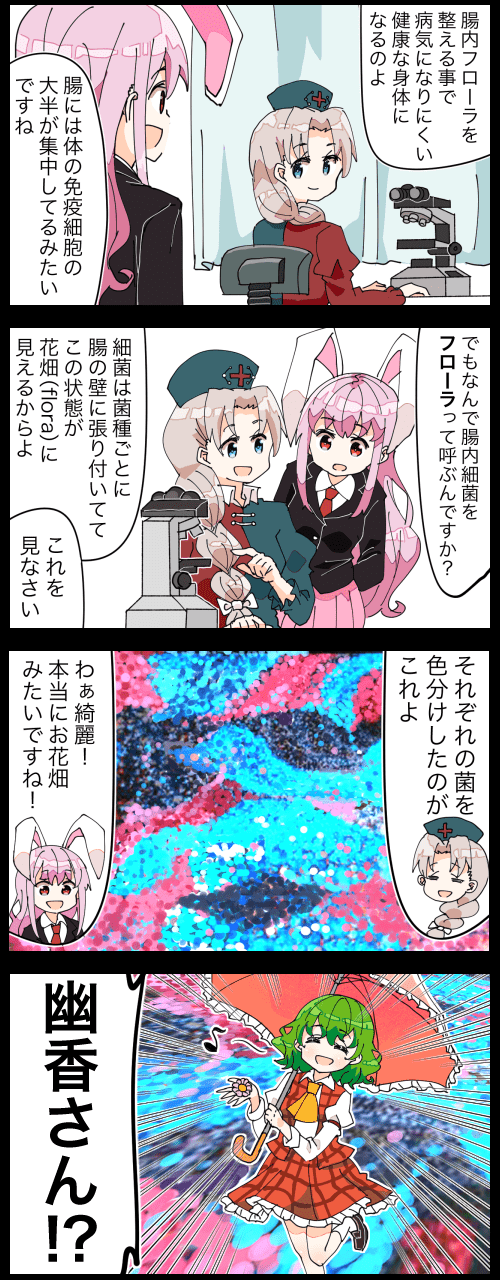 腸内フローラを
整える事で
病気になりにくい
健康な身体に
なるのよ
腸には体の免疫細胞の
大半が集中してるみたい
ですね
でもなんで腸内細菌を
フローラって呼ぶんですか?
細菌は菌種ごとに
腸の壁に張り付いてて
この状態が
花畑(flora)に
見えるからよ
これを
見なさい
それぞれの菌を
色分けしたのが
これよ
わぁ綺麗!
本当にお花畑
みたいですね!
幽香さん!?